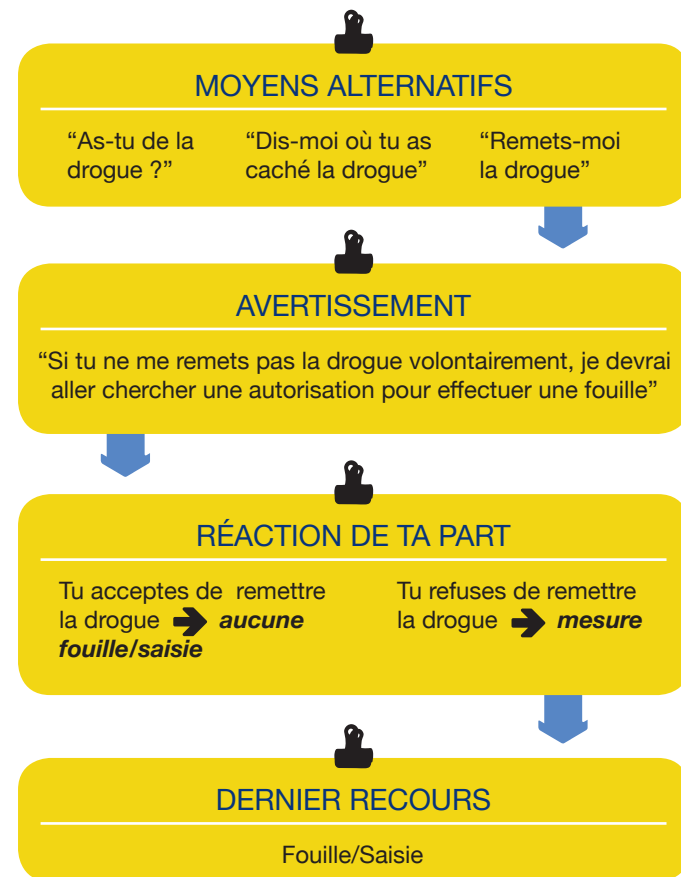 MOYENS ALTERNATIFS
“As-tu de la
drogue ?”
“Dis-moi où tu as
caché la drogue”
“Remets-moi
la drogue”
AVERTISSEMENT
“Si tu ne me remets pas la drogue volontairement, je devrai
aller chercher une autorisation pour effectuer une fouille”
RÉACTION DE TA PART
Tu acceptes de remettre
la drogue aucune
fouille/saisie
Tu refuses de remettre
la drogue mesure
DERNIER RECOURS
Fouille/Saisie